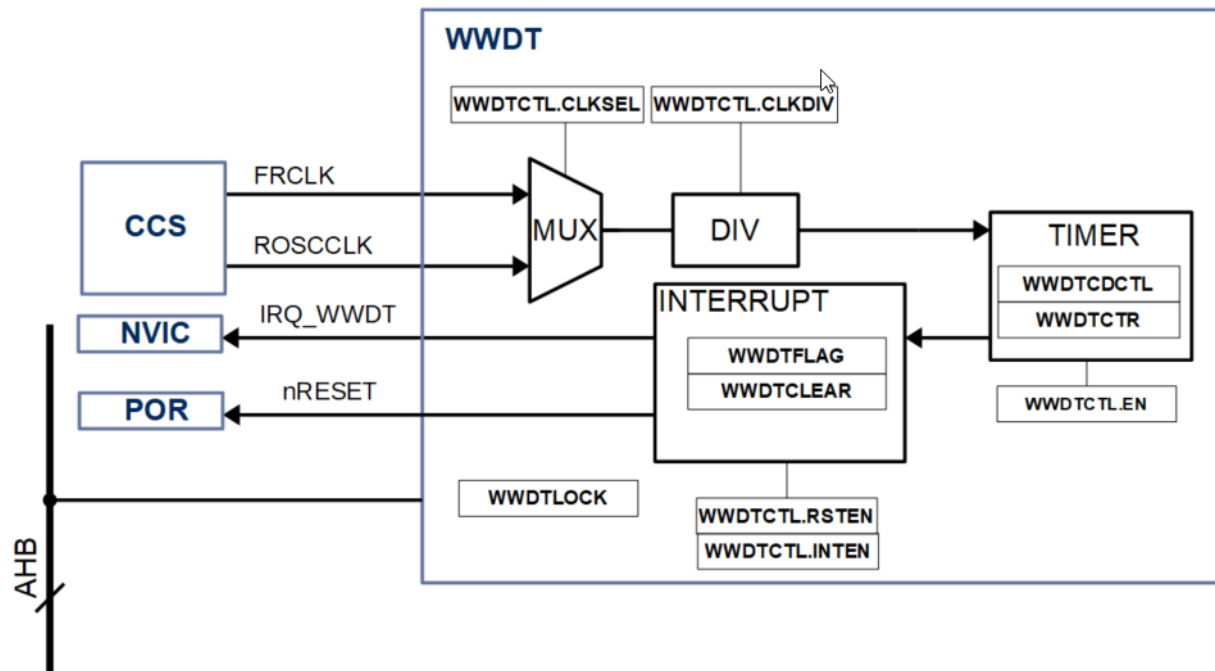 WWDT
WWDTCTL.CLKSEL
WWDTCTL.CLKDIV
FRCLK
CCS
MUX
DIV
TIMER
ROSCCLK
WWDTCDCTL
INTERRUPT
IRQ_WWDT
WWDTCTR
NVIC
WWDTFLAG
nRESET
WWDTCLEAR
POR
WWDTCTL.EN
WWDTLOCK
WWDTCTL.RSTEN
WWDTCTL.INTEN
AHB